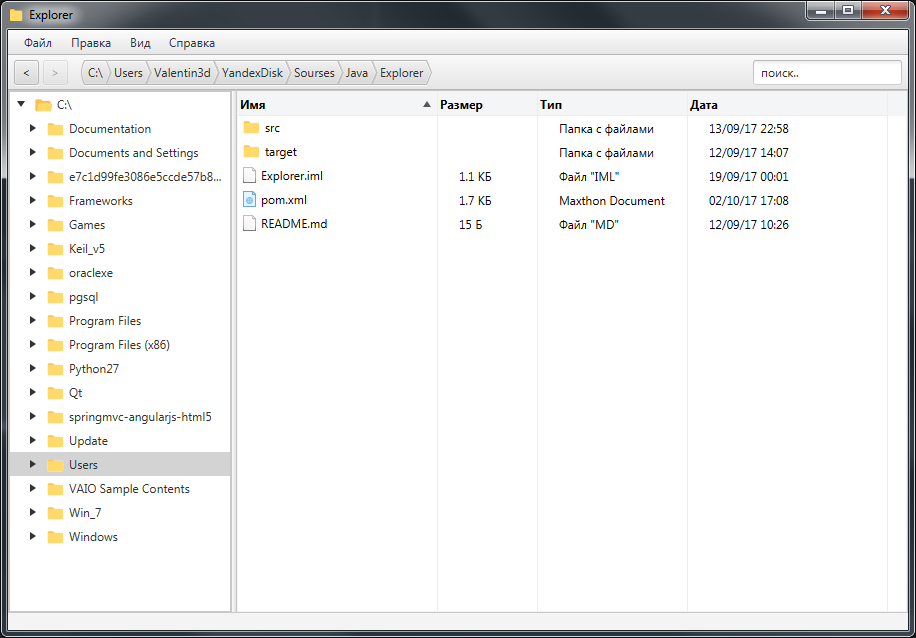 Explorer
Файл Правка Вид Справка
< > C:\ Users Valentin3d YandexDisk Sourses Java Explorer поиск..
C:\
Documentation
Documents and Settings
e7c1d99fe3086e5ccde57b8...
Frameworks
Games
Keil_v5
oraclexe
pgsql
Program Files
Program Files (x86)
Python27
Qt
springmvc-angularjs-html5
Update
Users
VAIO Sample Contents
Win_7
Windows
Имя Размер Тип Дата
src Папка с файлами 13/09/17 22:58
target Папка с файлами 12/09/17 14:07
Explorer.iml 1.1 КБ Файл "IML" 19/09/17 00:01
pom.xml 1.7 КБ Maxthon Document 02/10/17 17:08
README.md 15 Б Файл "MD" 12/09/17 10:26